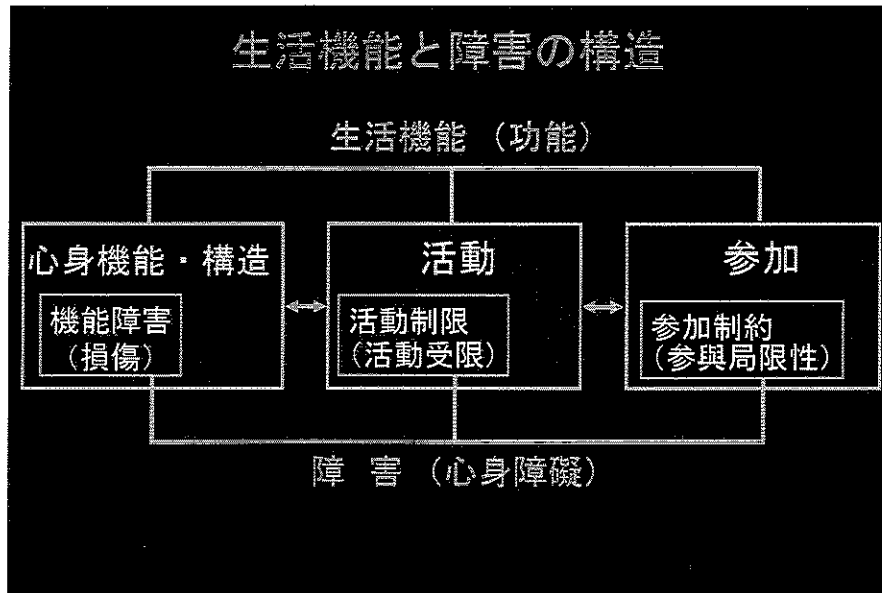 生活機能と障害の構造
生活機能（功能）
心身機能・構造
機能障害
（損傷）
活動
活動制限
（活動受限）
参加
参加制約
（参與局限性）
障 害（心身障礙）